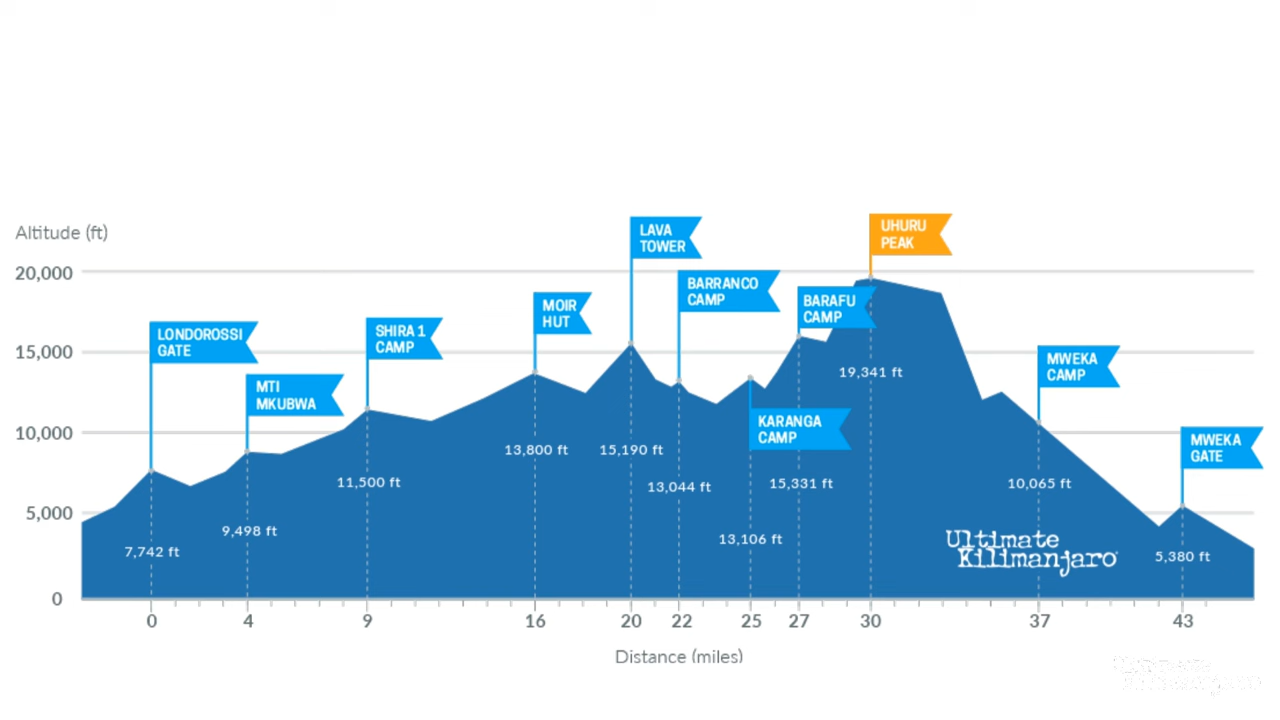 Altitude (ft)
20,000
15,000
10,000
5,000
0
LONDOROSSI
GATE
MTI
MKUBWA
SHIRA 1
CAMP
MOIR
HUT
LAVA
TOWER
BARRANCO
CAMP
KARANGA
CAMP
BARAFU
CAMP
UHURU
PEAK
MWEKA
CAMP
MWEKA
GATE
7,742 ft
9,498 ft
11,500 ft
13,800 ft
15,190 ft
13,044 ft
13,106 ft
15,331 ft
19,341 ft
10,065 ft
5,380 ft
Ultimate
Kilimanjaro
0 4 9 16 20 22 25 27 30 37 43
Distance (miles)